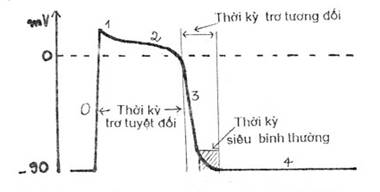 mV
Thời kỳ trơ tương đối
1
2
0
0
Thời kỳ
trơ tuyệt đối
3
Thời kỳ
siêu bình thường
4
-90